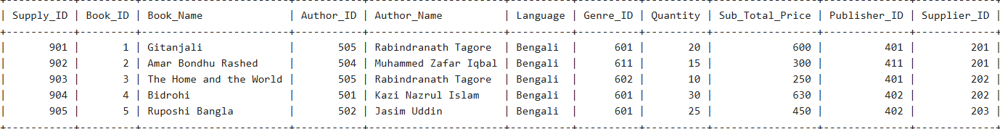 | Supply_ID | Book_ID | Book_Name | Author_ID | Author_Name | Language | Genre_ID | Quantity | Sub_Total_Price | Publisher_ID | Supplier_ID |
| 901 | 1 | Gitanjali | 505 | Rabindranath Tagore | Bengali | 601 | 20 | 600 | 401 | 201 |
| 902 | 2 | Amar Bondhu Rashed | 504 | Muhammed Zafar Iqbal | Bengali | 611 | 15 | 300 | 411 | 201 |
| 903 | 3 | The Home and the World | 505 | Rabindranath Tagore | Bengali | 602 | 10 | 250 | 401 | 202 |
| 904 | 4 | Bidrohi | 501 | Kazi Nazrul Islam | Bengali | 601 | 30 | 630 | 402 | 202 |
| 905 | 5 | Ruposhi Bangla | 502 | Jasim Uddin | Bengali | 601 | 25 | 450 | 402 | 203 |